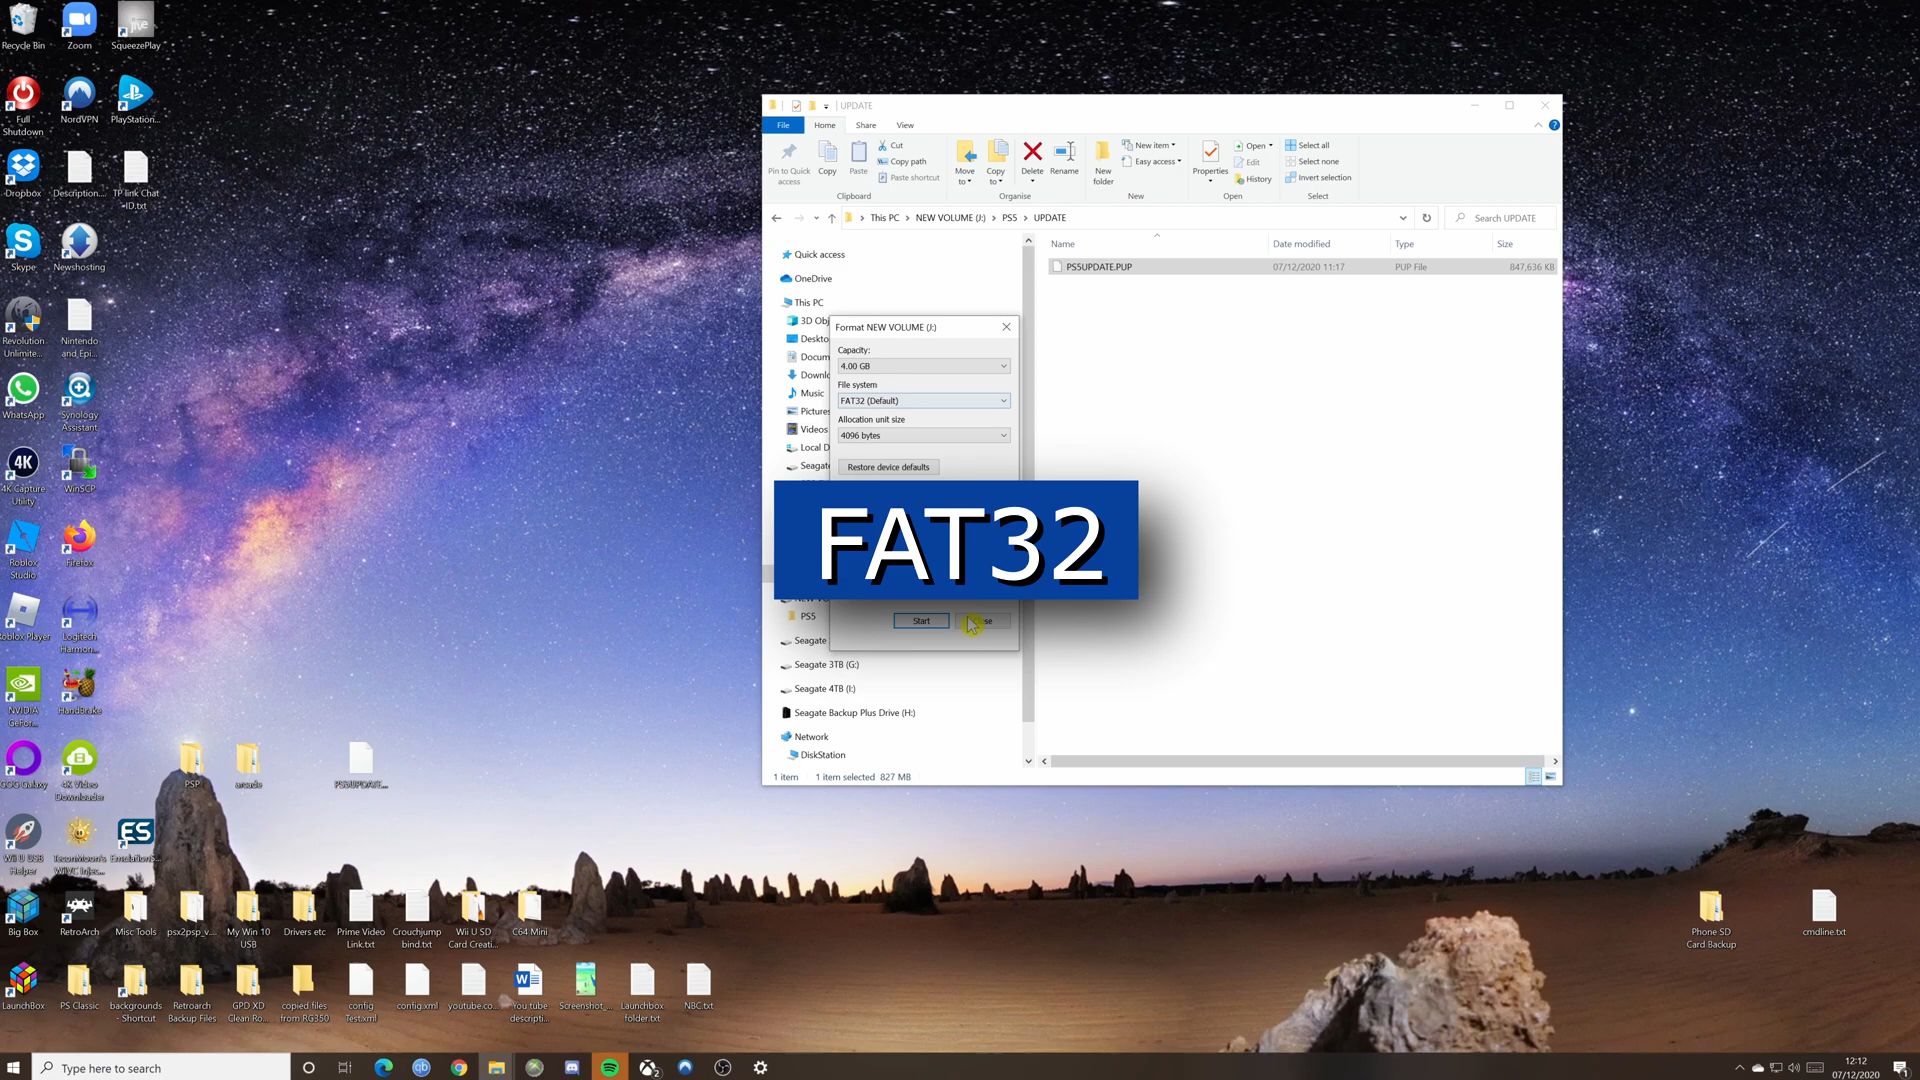 Recycle Bin
Zoom
SqueezePlay
Full Shutdown
NordVPN
PlayStation...
Dropbox
Description...
TP link Chat ID.txt
Skype
Newshosting
Revolution Unlimite...
Nintendo and Epi...
WhatsApp
Synology Assistant
4K Capture Utility
WinSCP
Roblox Studio
Firefox
Roblox Player
Logitech Harmon...
NVIDIA GeFor...
HandBrake
GOG Galaxy
4K Video Downloader
PSP
arcade
PS5UPDATE...
Wii U USB Helper
TeconMoon's WiiVC Injec...
EmulationS...
Big Box
RetroArch
Misc Tools
psx2psp_v...
My Win 10 USB
Drivers etc
Prime Video Link.txt
Crouchjump bind.txt
Wii U SD Card Creati...
C64 Mini
LaunchBox
PS Classic
backgrounds - Shortcut
Retroarch Backup Files
GPD XD Clean Ro...
copied files from RG350
config Test.xml
config.xml
youtube.co...
You tube descripti...
Screenshot_...
Launchbox folder.txt
NBC.txt
Phone SD Card Backup
cmdline.txt
UPDATE
File Home Share View
Pin to Quick access
Copy
Paste
Cut
Copy path
Paste shortcut
Clipboard
Move to
Copy to
Delete
Rename
Organise
New folder
New item
Easy access
New
Properties
Open
Edit
History
Open
Select all
Select none
Invert selection
Select
This PC > NEW VOLUME (J:) > PS5 > UPDATE
Search UPDATE
Name Date modified Type Size
PS5UPDATE.PUP 07/12/2020 11:17 PUP File 847,636 KB
Quick access
OneDrive
This PC
3D Obj
Deskto
Docum
Downl
Music
Pictures
Videos
Local D
Seagate
PS5
Seagate
Seagate 3TB (G:)
Seagate 4TB (I:)
Seagate Backup Plus Drive (H:)
Network
DiskStation
1 item 1 item selected 827 MB
Format NEW VOLUME (J:)
Capacity:
4.00 GB
File system
FAT32 (Default)
Allocation unit size
4096 bytes
Restore device defaults
FAT32
Start
Type here to search
12:12
07/12/2020